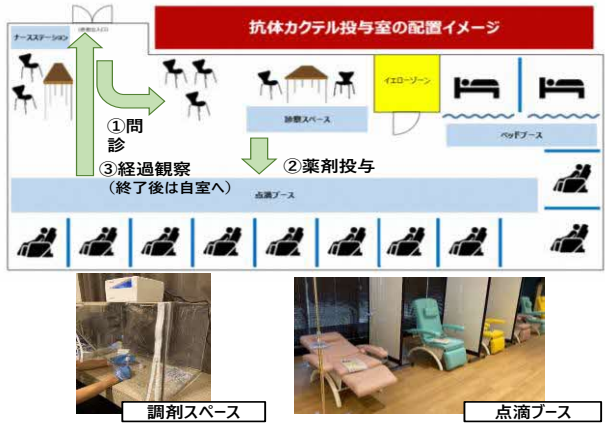 抗体カクテル投与室の配置イメージ
ナースステーション
イエローゾーン
診察スペース
ベッドブース
①問
診
③経過観察
(終了後は自室へ)
②薬剤投与
点滴ブース
調剤スペース
点滴ブース